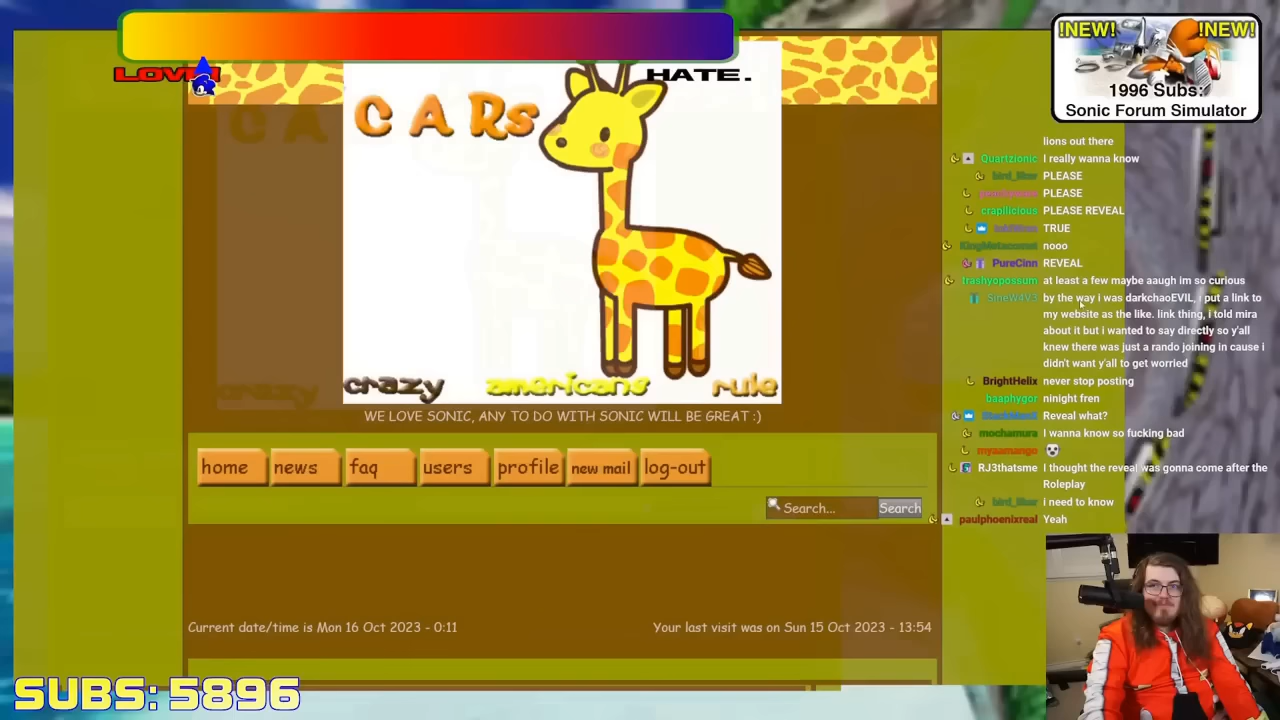 LOVE
HATE.
!NEW! !NEW!
1996 Subs:
Sonic Forum Simulator
C A Rs
crazy americans rule
WE LOVE SONIC, ANY TO DO WITH SONIC WILL BE GREAT :)
home news faq users profile new mail log-out
Search... Search
Current date/time is Mon 16 Oct 2023 - 0:11
Your last visit was on Sun 15 Oct 2023 - 13:54
SUBS: 5896
lions out there
Quartzionic I really wanna know
PLEASE
PLEASE
crapilicious PLEASE REVEAL
TRUE
nooo
PureCinn REVEAL
trashyopossum at least a few maybe aaugh im so curious
SineW4V3 by the way i was darkchaoEVIL, i put a link to
my website as the like. link thing, i told mira
about it but i wanted to say directly so y'all
knew there was just a rando joining in cause i
didn't want y'all to get worried
BrightHelix never stop posting
baaphygor ninight fren
Reveal what?
mochamura I wanna know so fucking bad
myaamango
RJ3thatsme I thought the reveal was gonna come after the
Roleplay
i need to know
paulphoenixreal Yeah